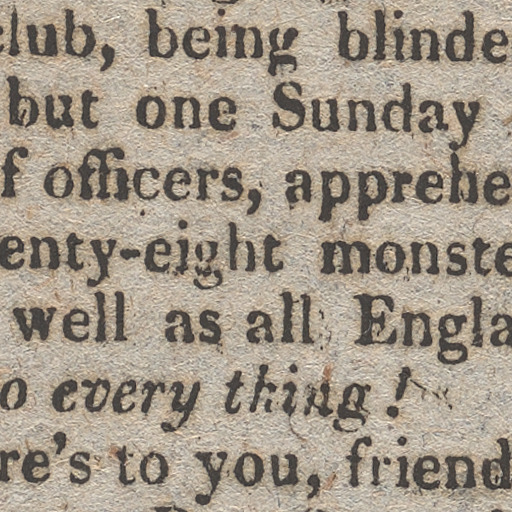 club, being blinde
but one Sunday
f officers, apprehe
enty-eight monste
well as all Engla
o every thing!
re's to you, friend